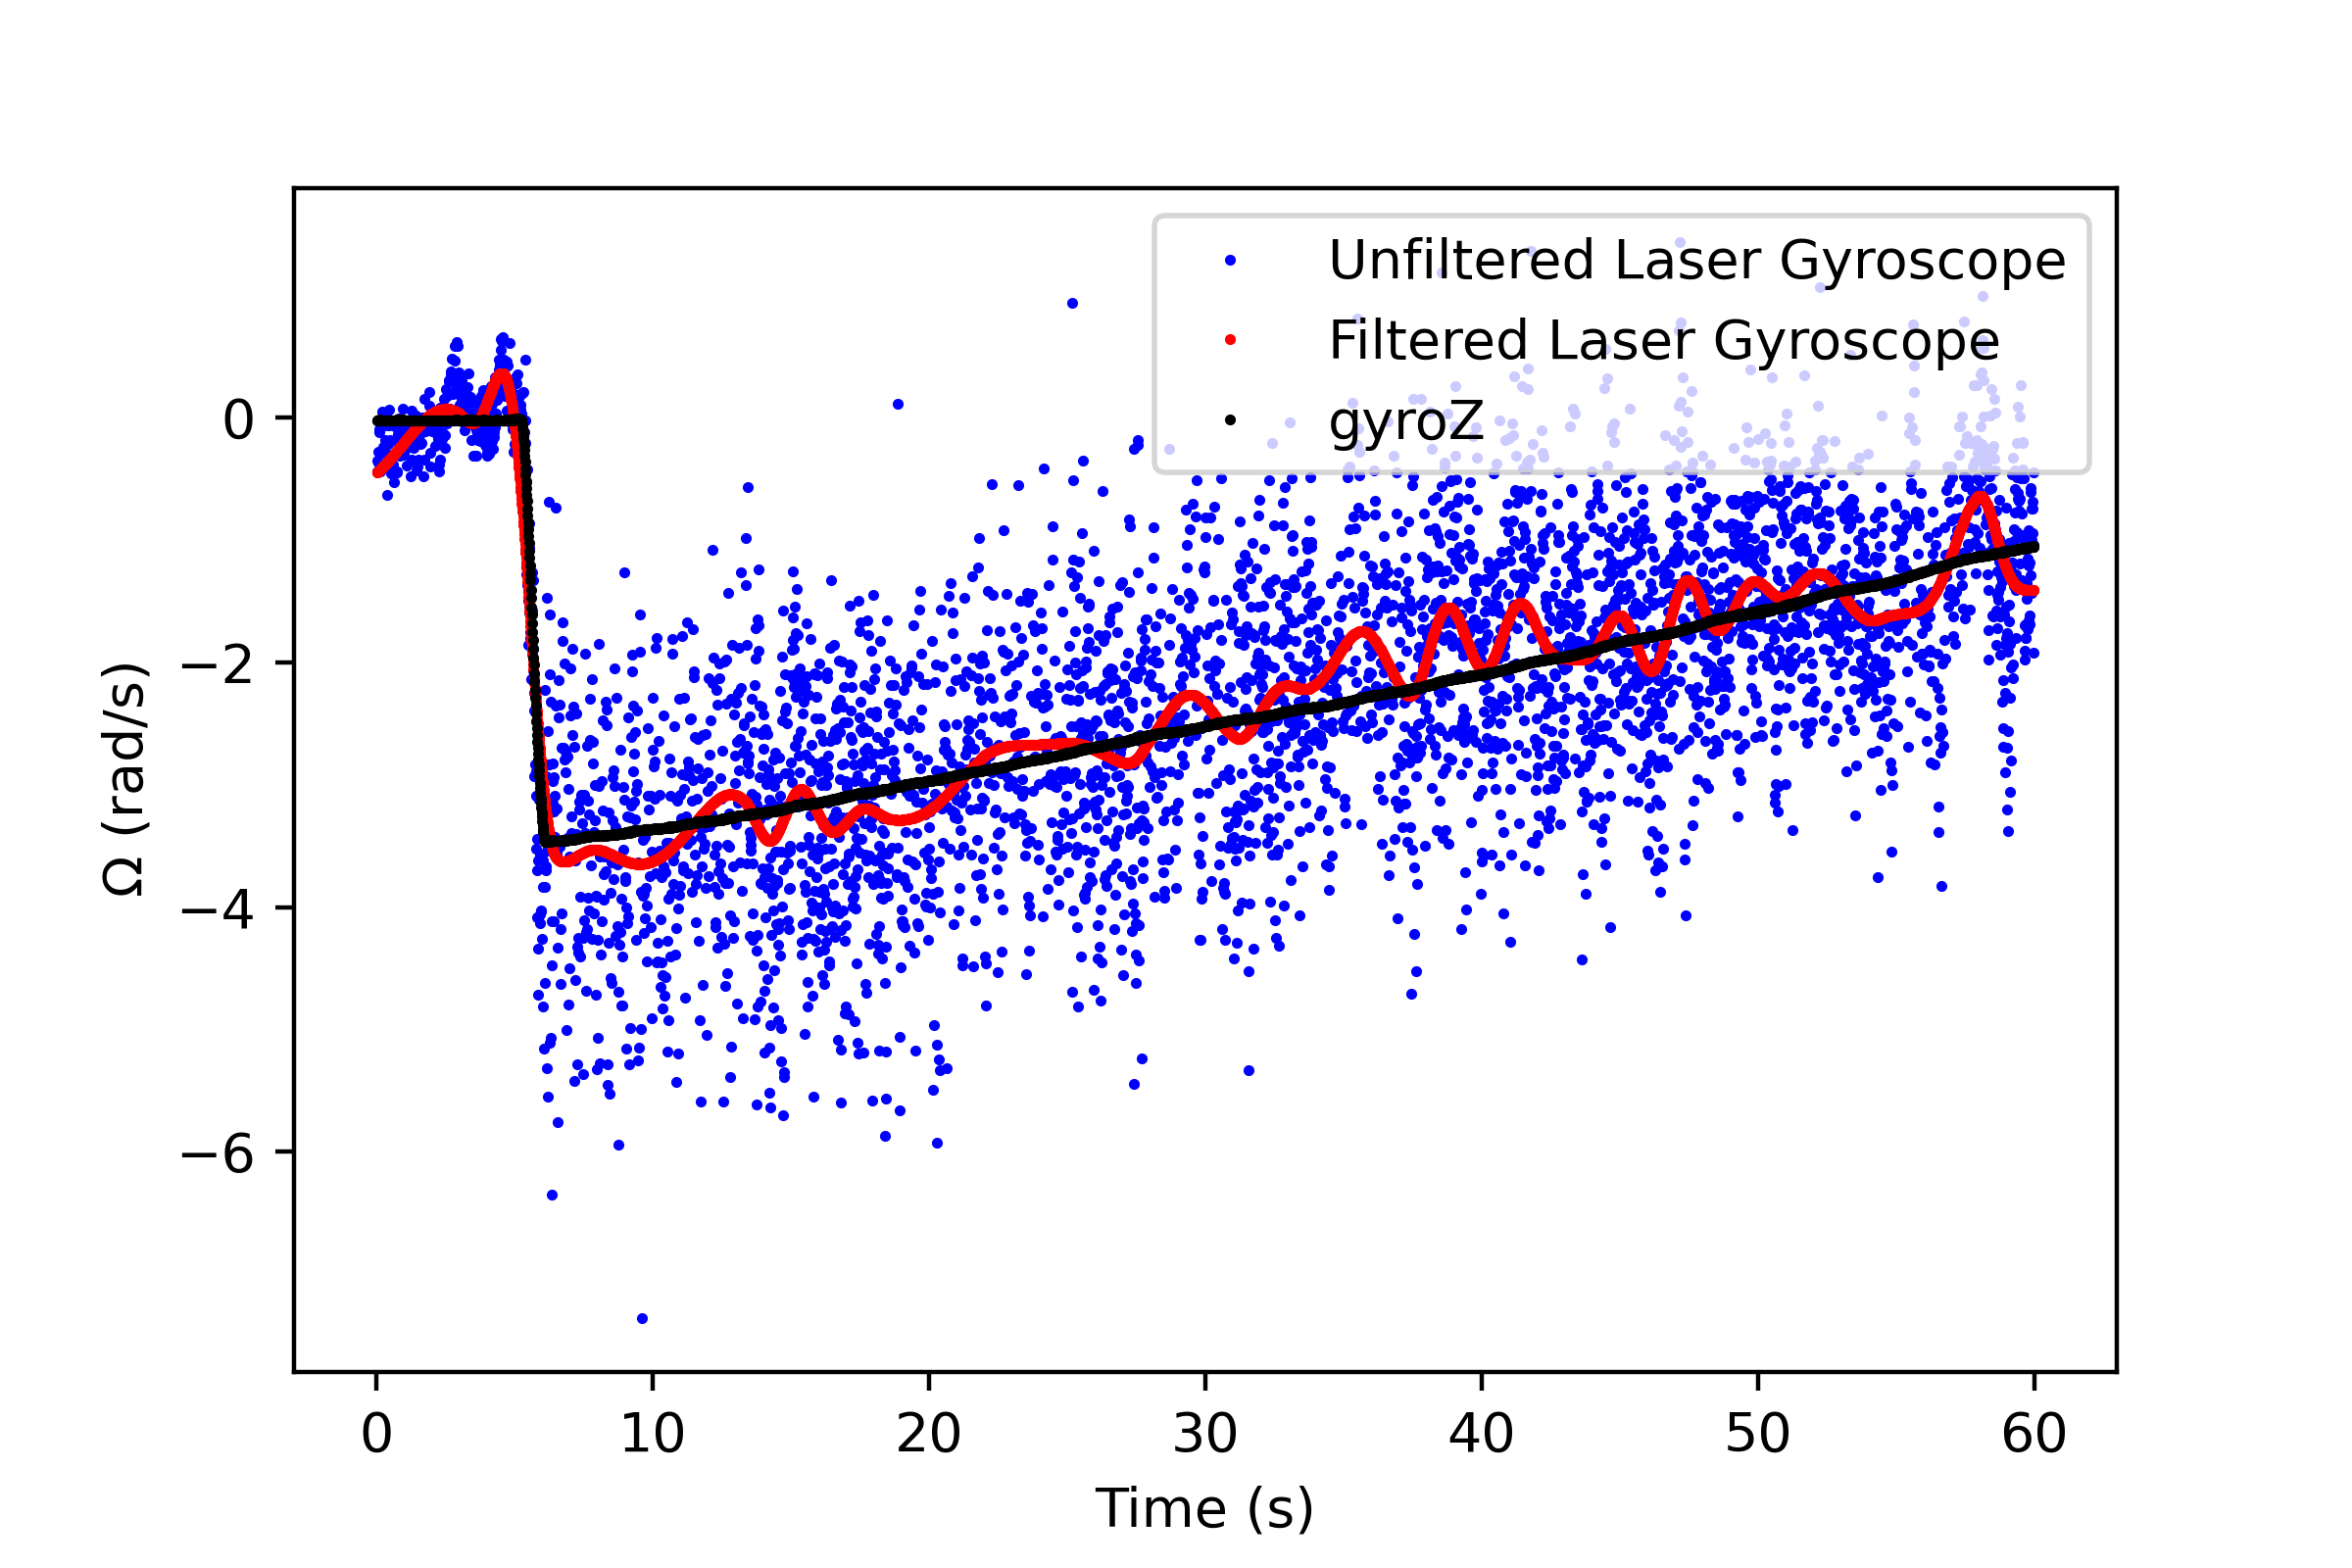 Unfiltered Laser Gyroscope
Filtered Laser Gyroscope
gyroZ
0
−2
−4
−6
Ω (rad/s)
0 10 20 30 40 50 60
Time (s)